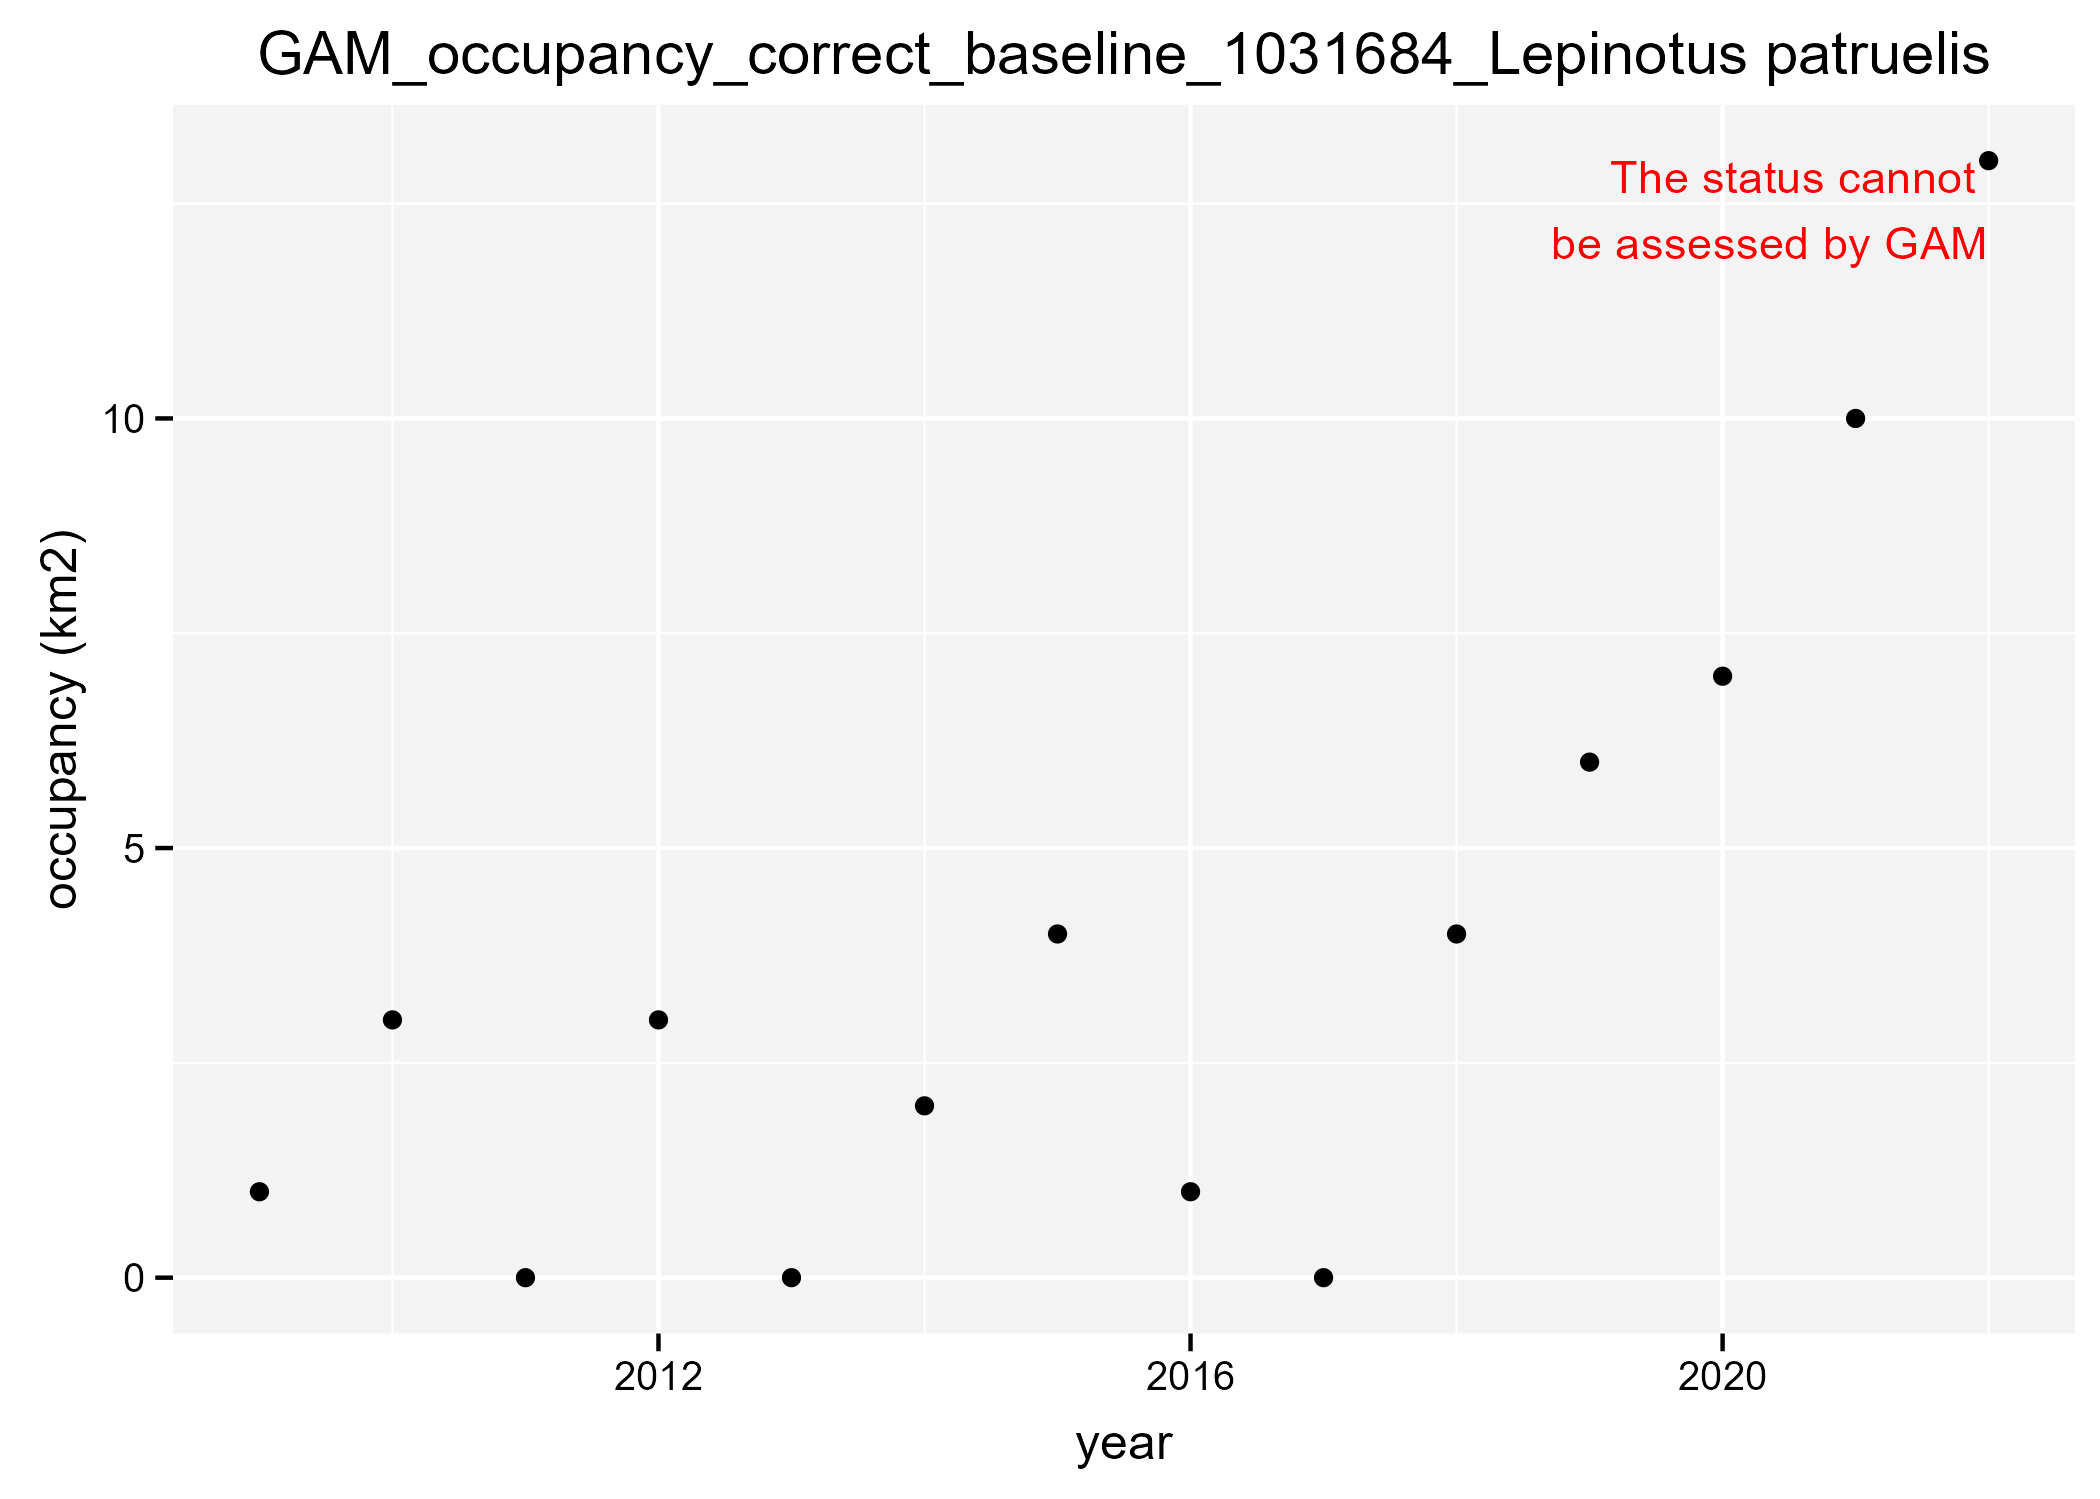 GAM_occupancy_correct_baseline_1031684_Lepinotus patruelis
The status cannot
be assessed by GAM
10
5
0
occupancy (km2)
2012 2016 2020
year